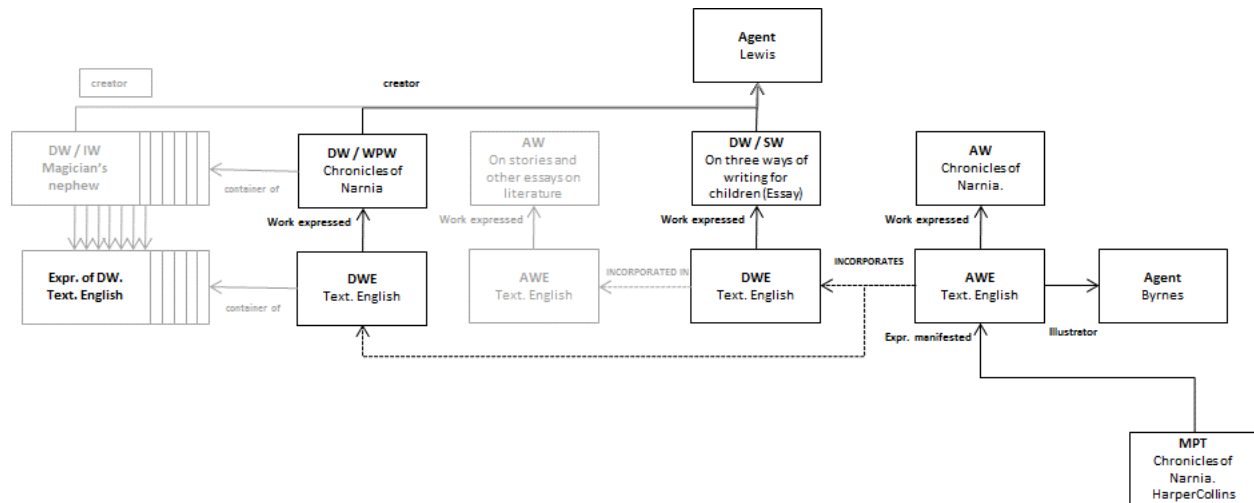 Agent
Lewis
creator
creator
DW / IW
Magician's
nephew
container of
DW / WPW
Chronicles of
Narnia
AW
On stories and
other essays on
literature
DW / SW
On three ways of
writing for
children (Essay)
AW
Chronicles of
Narnia.
Work expressed
Work expressed
Work expressed
Work expressed
Expr. of DW.
Text. English
container of
DWE
Text. English
AWE
Text. English
INCORPORATED IN
DWE
Text. English
INCORPORATES
AWE
Text. English
Agent
Byrnes
Expr. manifested
Illustrator
MPT
Chronicles of
Narnia.
HarperCollins